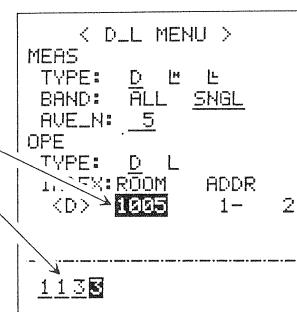 < D_L MENU >
MEAS
TYPE: D
BAND: ALL SNGL
AVE_N: 5
OPE
TYPE: D L
INDEX: ROOM ADDR
<D> 1005 1- 2
1133